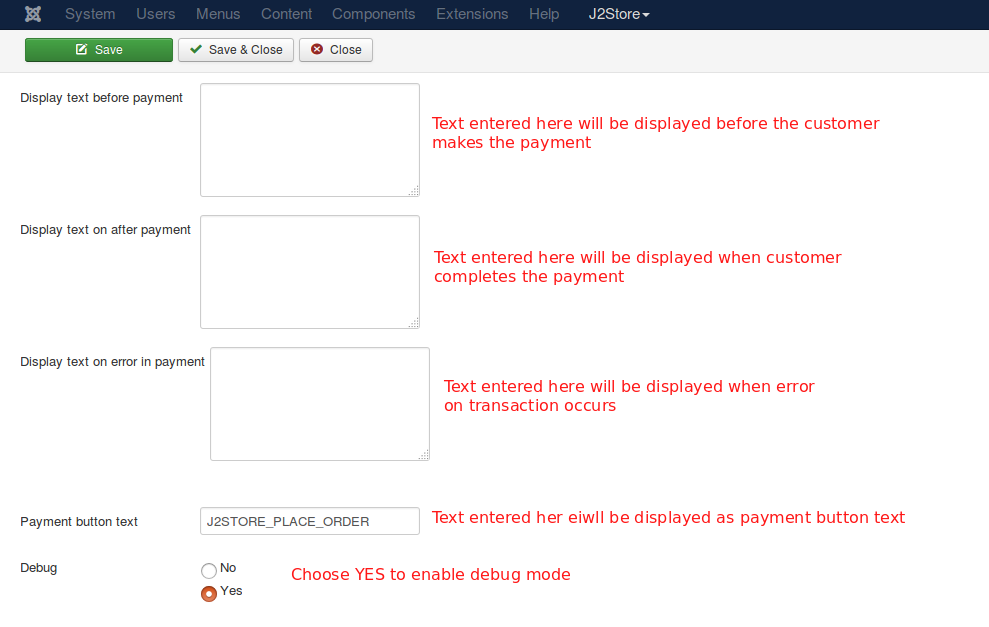 System Users Menus Content Components Extensions Help J2Store
Save Save & Close Close
Display text before payment
Text entered here will be displayed before the customer
makes the payment
Display text on after payment
Text entered here will be displayed when customer
completes the payment
Display text on error in payment
Text entered here will be displayed when error
on transaction occurs
Payment button text J2STORE_PLACE_ORDER Text entered her eiwll be displayed as payment button text
Debug No
Choose YES to enable debug mode
Yes